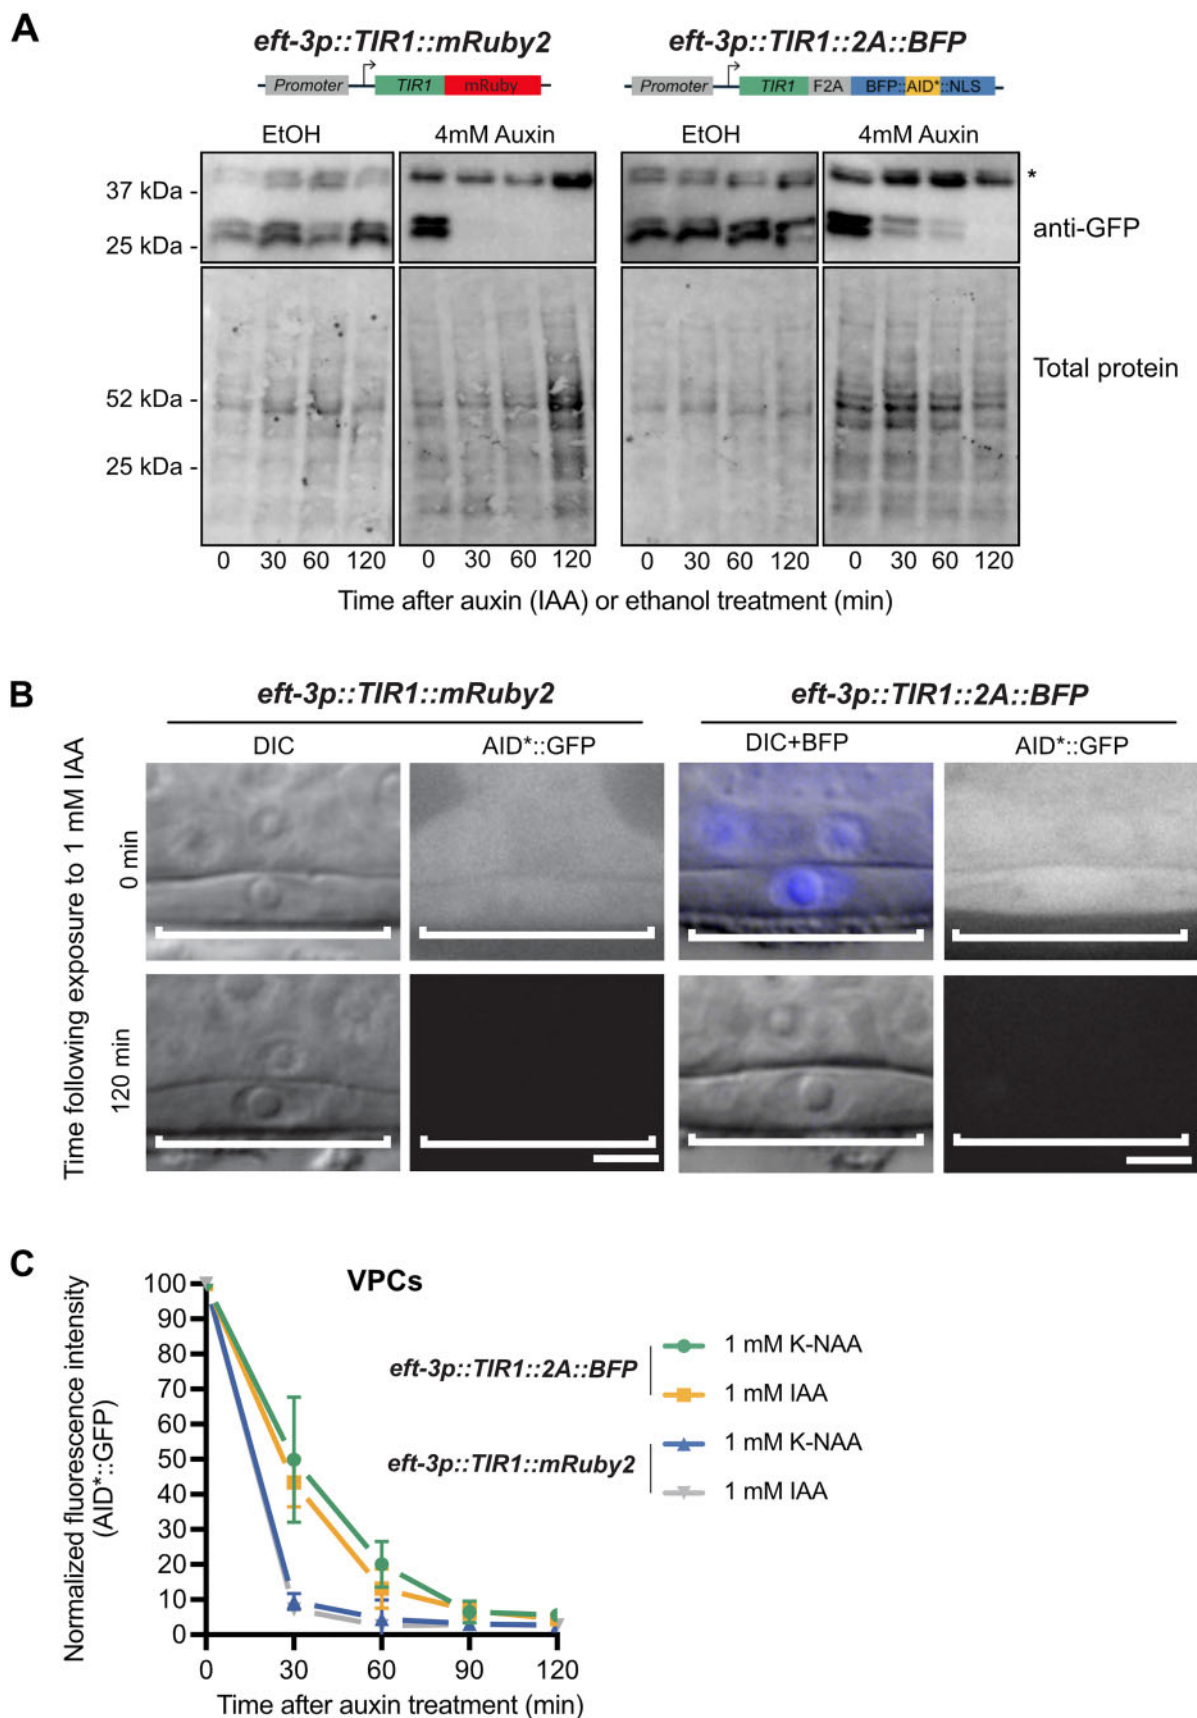 A
eft-3p::TIR1::mRuby2
eft-3p::TIR1::2A::BFP
Promoter TIR1 mRuby
Promoter TIR1 F2A BFP::AID*::NLS
EtOH 4mM Auxin EtOH 4mM Auxin
37 kDa -
*
anti-GFP
25 kDa -
Total protein
52 kDa -
25 kDa -
0 30 60 120 0 30 60 120 0 30 60 120 0 30 60 120
Time after auxin (IAA) or ethanol treatment (min)
B
eft-3p::TIR1::mRuby2
eft-3p::TIR1::2A::BFP
DIC AID*::GFP DIC+BFP AID*::GFP
Time following exposure to 1 mM IAA
0 min
120 min
C
VPCs
Normalized fluorescence intensity
(AID*::GFP)
100
90
80
70
60
50
40
30
20
10
0
0 30 60 90 120
Time after auxin treatment (min)
eft-3p::TIR1::2A::BFP
1 mM K-NAA
1 mM IAA
eft-3p::TIR1::mRuby2
1 mM K-NAA
1 mM IAA